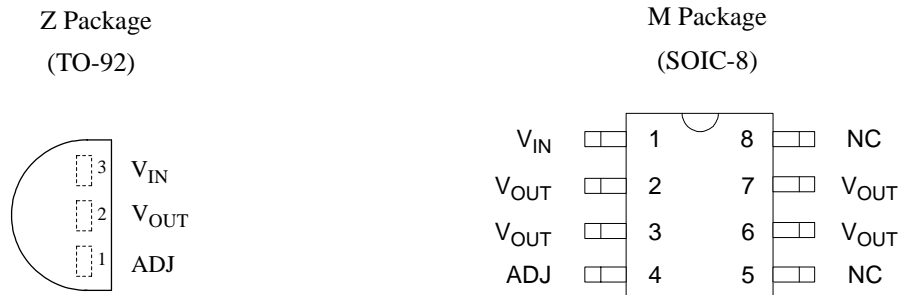 Z Package
(TO-92)
3 VIN
2 VOUT
1 ADJ
M Package
(SOIC-8)
VIN 1 8 NC
VOUT 2 7 VOUT
VOUT 3 6 VOUT
ADJ 4 5 NC